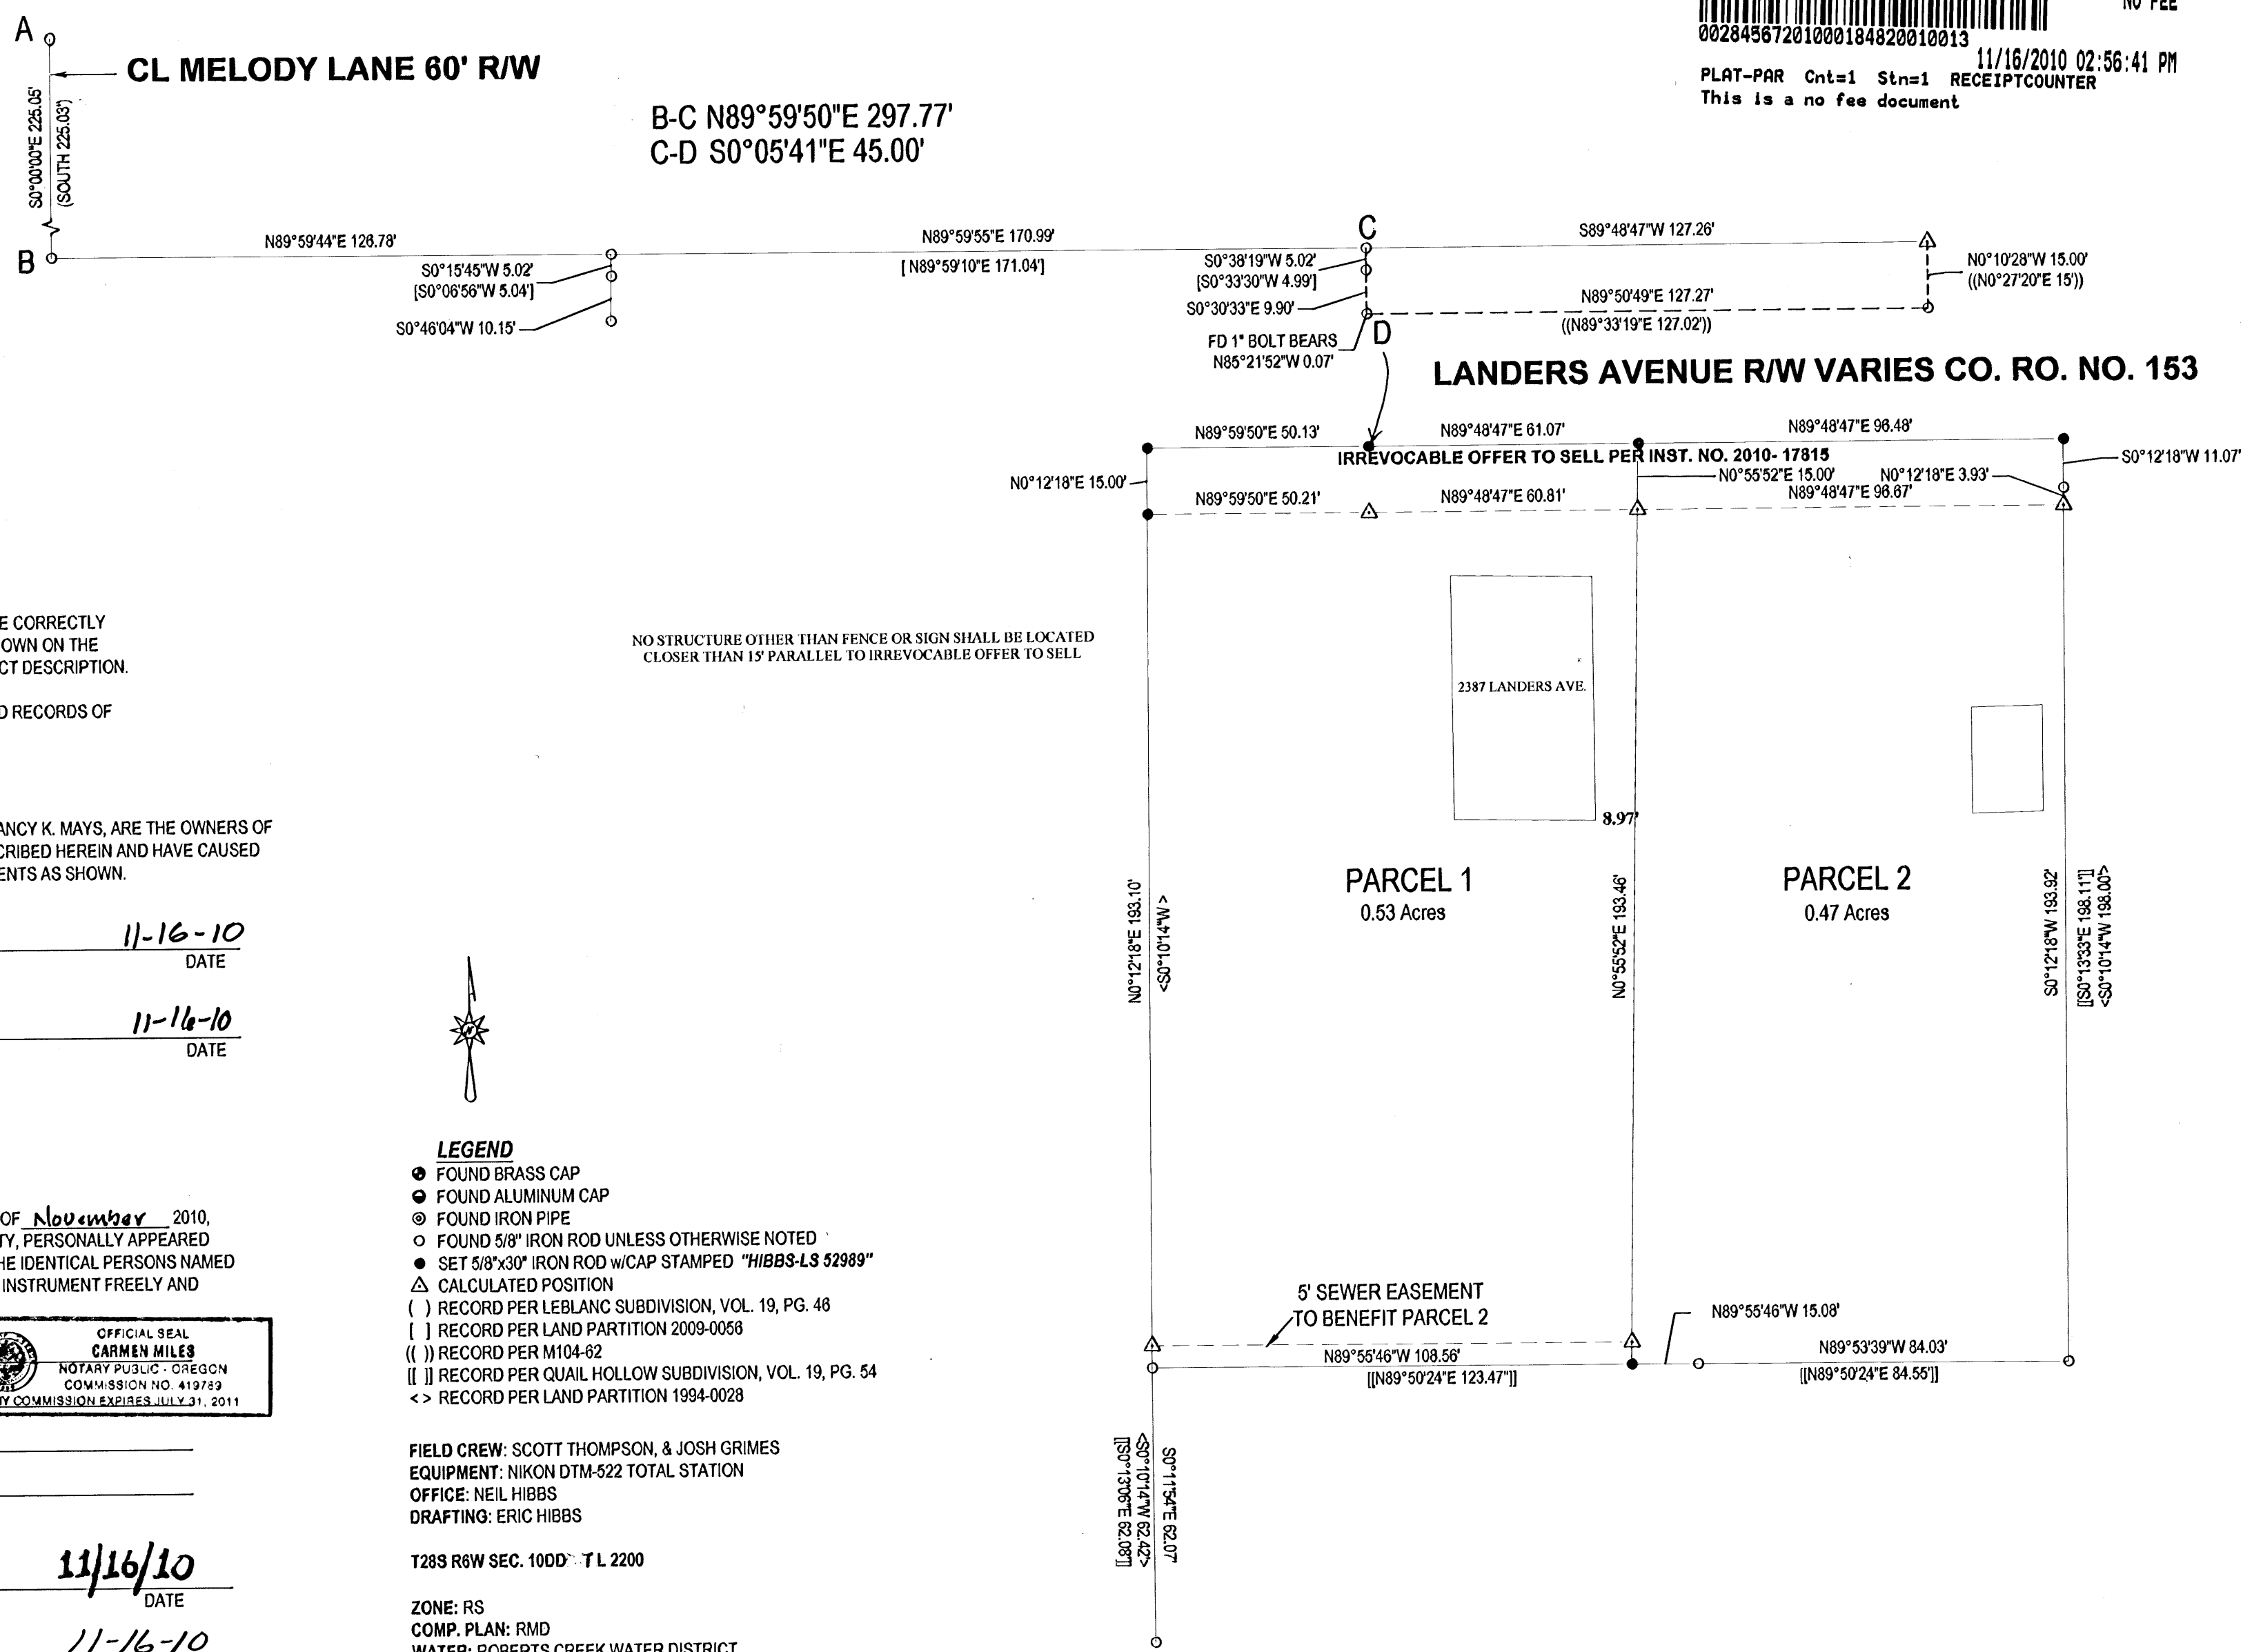 NO FEE
00284567201000184820010013
11/16/2010 02:56:41 PM
PLAT-PAR Cnt=1 Stn=1 RECEIPTCOUNTER
This is a no fee document
A
CL MELODY LANE 60' R/W
S0°00'00"E 225.05'
(SOUTH 225.03')
B-C N89°59'50"E 297.77'
C-D S0°05'41"E 45.00'
B
N89°59'44"E 126.78'
N89°59'55"E 170.99'
[N89°59'10"E 171.04']
C
S89°48'47"W 127.26'
S0°15'45"W 5.02'
[S0°06'56"W 5.04']
S0°46'04"W 10.15'
S0°38'19"W 5.02'
[S0°33'30"W 4.99']
S0°30'33"E 9.90'
N0°10'28"W 15.00'
((N0°27'20"E 15'))
N89°50'49"E 127.27'
((N89°33'19"E 127.02'))
FD 1" BOLT BEARS
N85°21'52"W 0.07'
D
LANDERS AVENUE R/W VARIES CO. RO. NO. 153
N89°59'50"E 50.13'
N89°48'47"E 61.07'
N89°48'47"E 96.48'
IRREVOCABLE OFFER TO SELL PER INST. NO. 2010- 17815
S0°12'18"W 11.07'
N0°12'18"E 15.00'
N0°55'52"E 15.00'
N0°12'18"E 3.93'
N89°59'50"E 50.21'
N89°48'47"E 60.81'
N89°48'47"E 96.67'
E CORRECTLY
OWN ON THE
CT DESCRIPTION.
D RECORDS OF
NO STRUCTURE OTHER THAN FENCE OR SIGN SHALL BE LOCATED
CLOSER THAN 15' PARALLEL TO IRREVOCABLE OFFER TO SELL
2387 LANDERS AVE.
8.97'
ANCY K. MAYS, ARE THE OWNERS OF
CRIBED HEREIN AND HAVE CAUSED
ENTS AS SHOWN.
PARCEL 1
0.53 Acres
PARCEL 2
0.47 Acres
N0°12'18"E 193.10'
<S0°10'14"W >
N0°55'52"E 193.46'
S0°12'18"W 193.92'
[[S0°13'33"E 198.11']]
<S0°10'14"W 198.00>
11-16-10
DATE
11-16-10
DATE
N
LEGEND
FOUND BRASS CAP
FOUND ALUMINUM CAP
FOUND IRON PIPE
FOUND 5/8" IRON ROD UNLESS OTHERWISE NOTED
SET 5/8"x30" IRON ROD w/CAP STAMPED "HIBBS-LS 52989"
CALCULATED POSITION
( ) RECORD PER LEBLANC SUBDIVISION, VOL. 19, PG. 46
[ ] RECORD PER LAND PARTITION 2009-0056
(( )) RECORD PER M104-62
[[ ]] RECORD PER QUAIL HOLLOW SUBDIVISION, VOL. 19, PG. 54
< > RECORD PER LAND PARTITION 1994-0028
OF November 2010,
TY, PERSONALLY APPEARED
HE IDENTICAL PERSONS NAMED
INSTRUMENT FREELY AND
OFFICIAL SEAL
CARMEN MILES
NOTARY PUBLIC - OREGON
COMMISSION NO. 419789
MY COMMISSION EXPIRES JULY 31, 2011
5' SEWER EASEMENT
TO BENEFIT PARCEL 2
N89°55'46"W 15.08'
N89°55'46"W 108.56'
[[N89°50'24"E 123.47"]]
N89°53'39"W 84.03'
[[N89°50'24"E 84.55']]
S0°11'54"E 62.07'
<S0°10'14"W 62.42'>
[[S0°13'06"E 62.08']]
FIELD CREW: SCOTT THOMPSON, & JOSH GRIMES
EQUIPMENT: NIKON DTM-522 TOTAL STATION
OFFICE: NEIL HIBBS
DRAFTING: ERIC HIBBS
T28S R6W SEC. 10DD TL 2200
11/16/10
DATE
11-16-10
ZONE: RS
COMP. PLAN: RMD
WATER: ROBERTS CREEK WATER DISTRICT